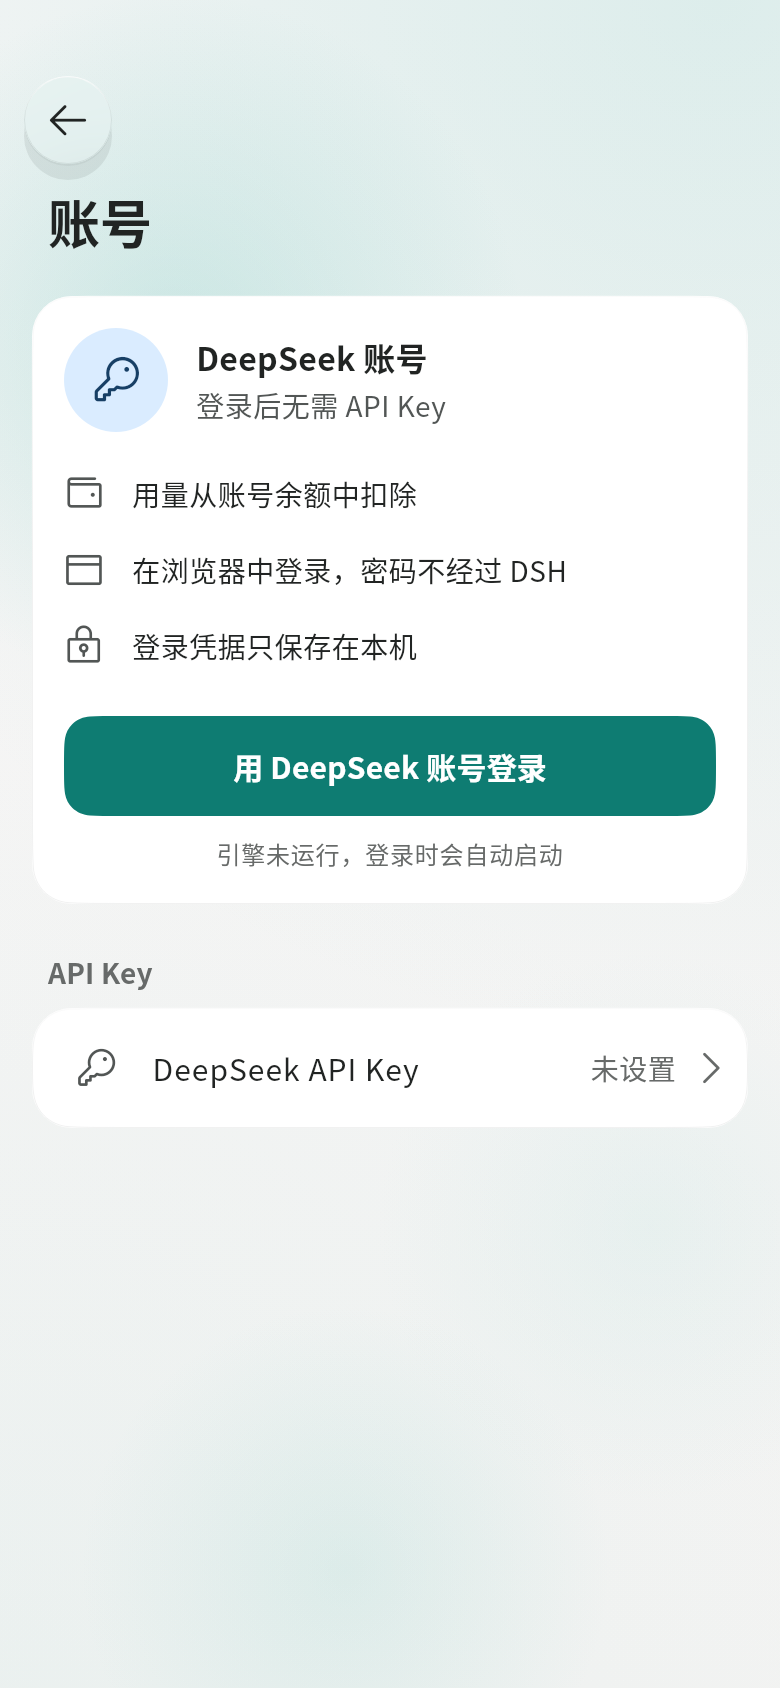 账号
DeepSeek 账号
登录后无需 API Key
用量从账号余额中扣除
在浏览器中登录，密码不经过 DSH
登录凭据只保存在本机
用 DeepSeek 账号登录
引擎未运行，登录时会自动启动
API Key
DeepSeek API Key 未设置